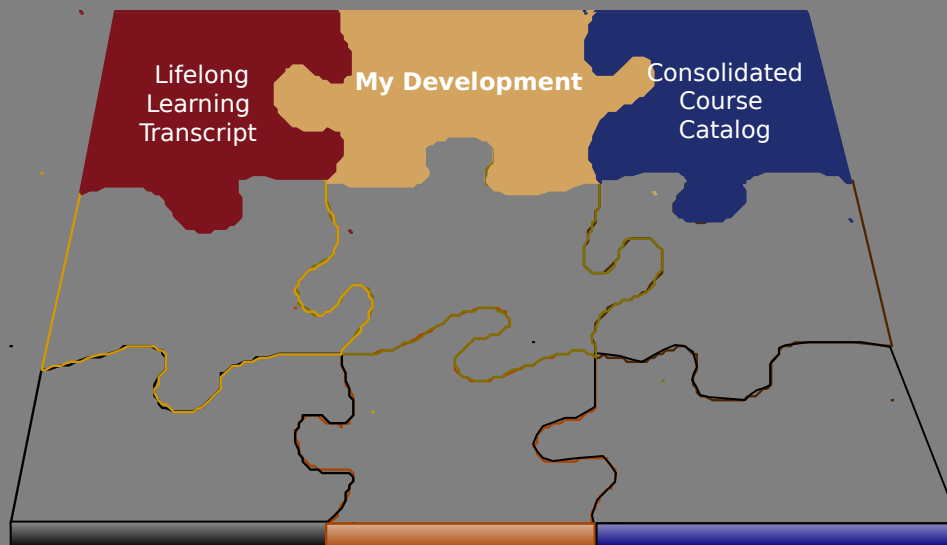 Lifelong
Learning
Transcript
My Development
Consolidated
Course
Catalog